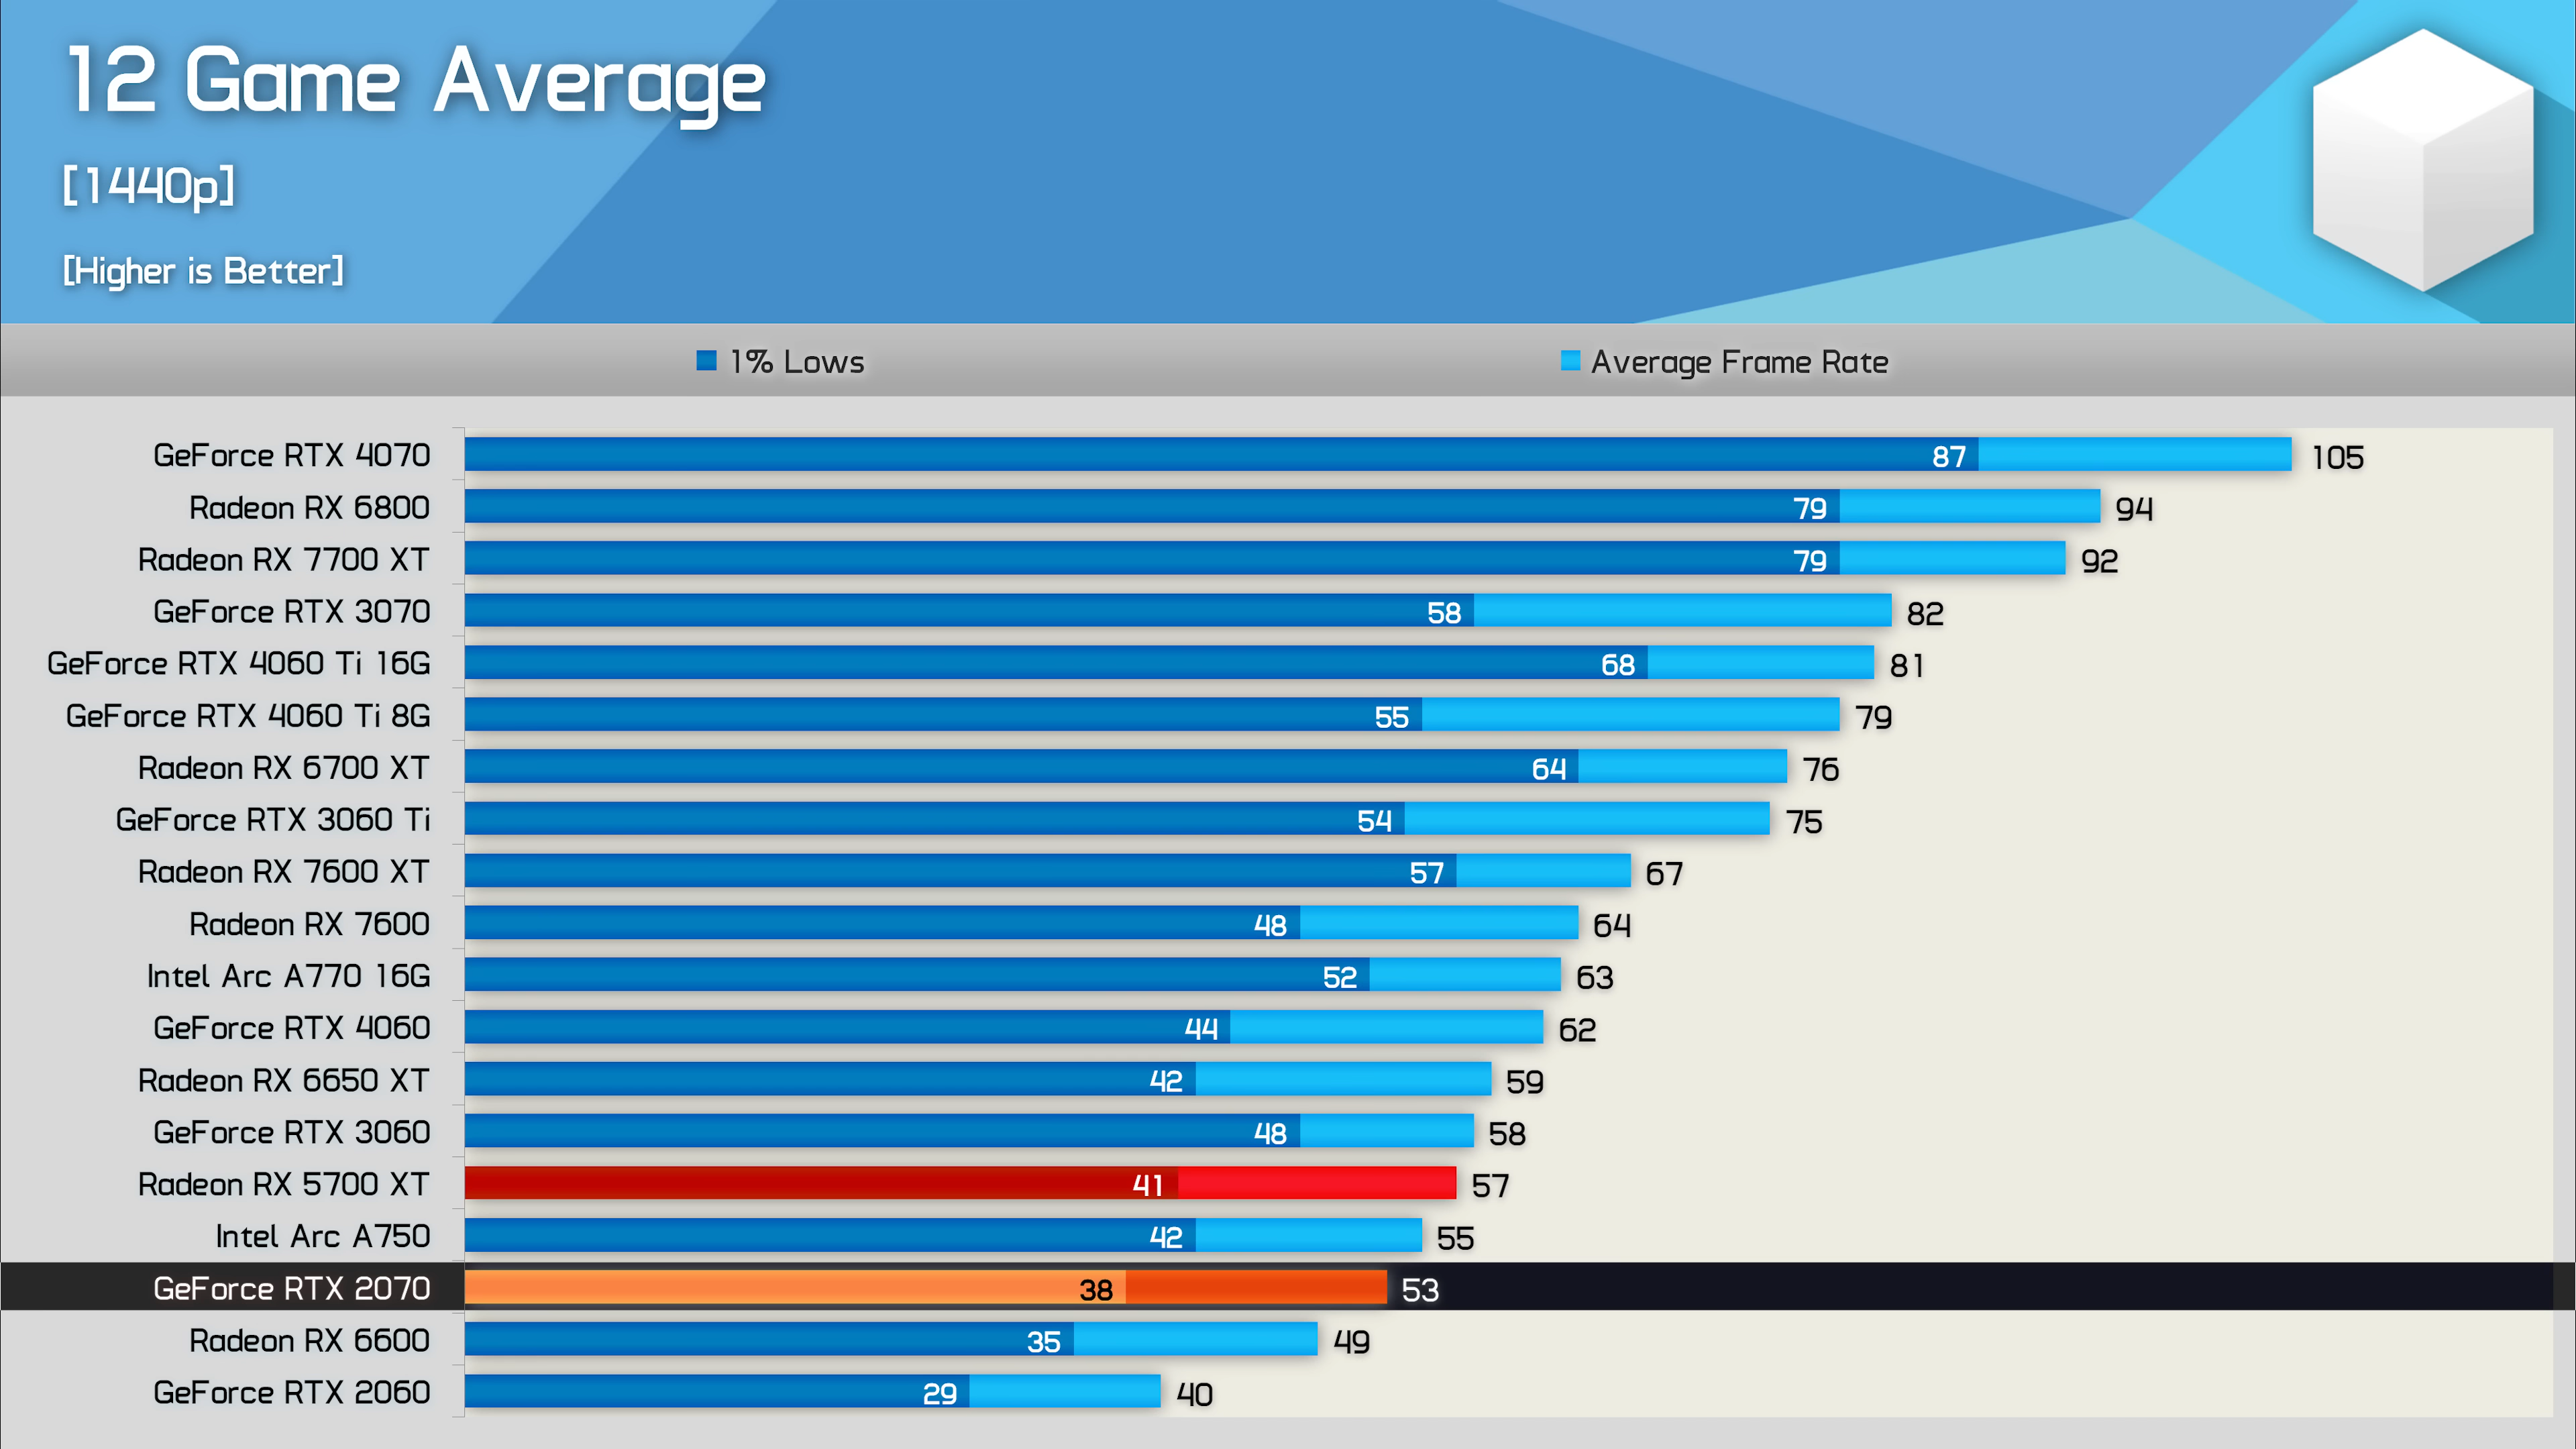 12 Game Average
[1440p]
[Higher is Better]
1% Lows Average Frame Rate
GeForce RTX 4070 87 105
Radeon RX 6800 79 94
Radeon RX 7700 XT 79 92
GeForce RTX 3070 58 82
GeForce RTX 4060 Ti 16G 68 81
GeForce RTX 4060 Ti 8G 55 79
Radeon RX 6700 XT 64 76
GeForce RTX 3060 Ti 54 75
Radeon RX 7600 XT 57 67
Radeon RX 7600 48 64
Intel Arc A770 16G 52 63
GeForce RTX 4060 44 62
Radeon RX 6650 XT 42 59
GeForce RTX 3060 48 58
Radeon RX 5700 XT 41 57
Intel Arc A750 42 55
GeForce RTX 2070 38 53
Radeon RX 6600 35 49
GeForce RTX 2060 29 40